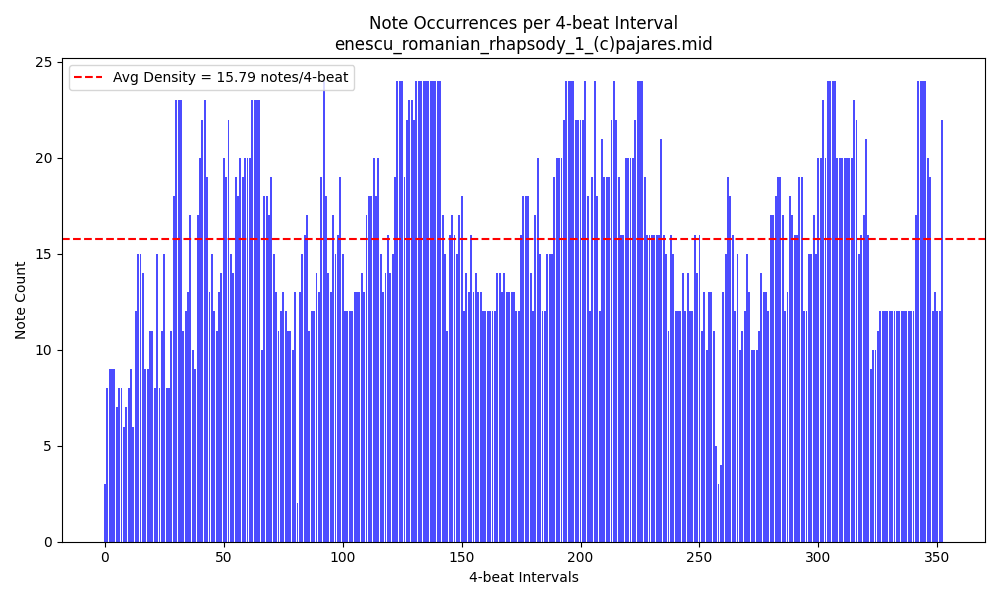 Note Occurrences per 4-beat Interval
enescu_romanian_rhapsody_1_(c)pajares.mid
Avg Density = 15.79 notes/4-beat
Note Count
25
20
15
10
5
0
0 50 100 150 200 250 300 350
4-beat Intervals